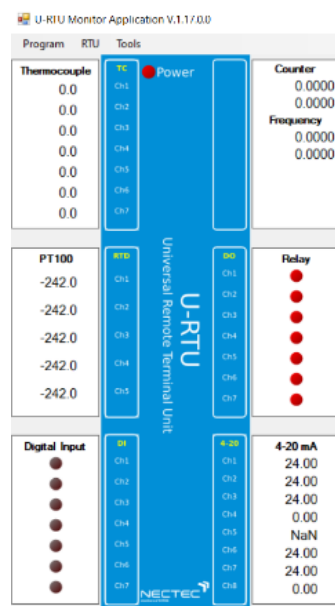 U-RTU Monitor Application V.1.17.0.0
Program RTU Tools
Thermocouple
0.0
0.0
0.0
0.0
0.0
0.0
0.0
TC
Ch1
Ch2
Ch3
Ch4
Ch5
Ch6
Ch7
Power
Counter
0.0000
0.0000
Frequency
0.0000
0.0000
PT100
-242.0
-242.0
-242.0
-242.0
-242.0
RTD
Ch1
Ch2
Ch3
Ch4
Ch5
U-RTU
Universal Remote Terminal Unit
DO
Ch1
Ch2
Ch3
Ch4
Ch5
Ch6
Ch7
Relay
Digital Input
DI
Ch1
Ch2
Ch3
Ch4
Ch5
Ch6
Ch7
NECTEC
4-20
Ch1
Ch2
Ch3
Ch4
Ch5
Ch6
Ch7
Ch8
4-20 mA
24.00
24.00
24.00
0.00
NaN
24.00
24.00
0.00